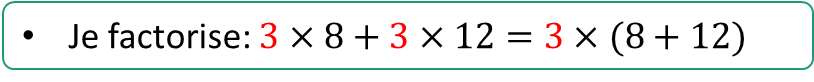 • Je factorise: 3 × 8 + 3 × 12 = 3 × (8 + 12)